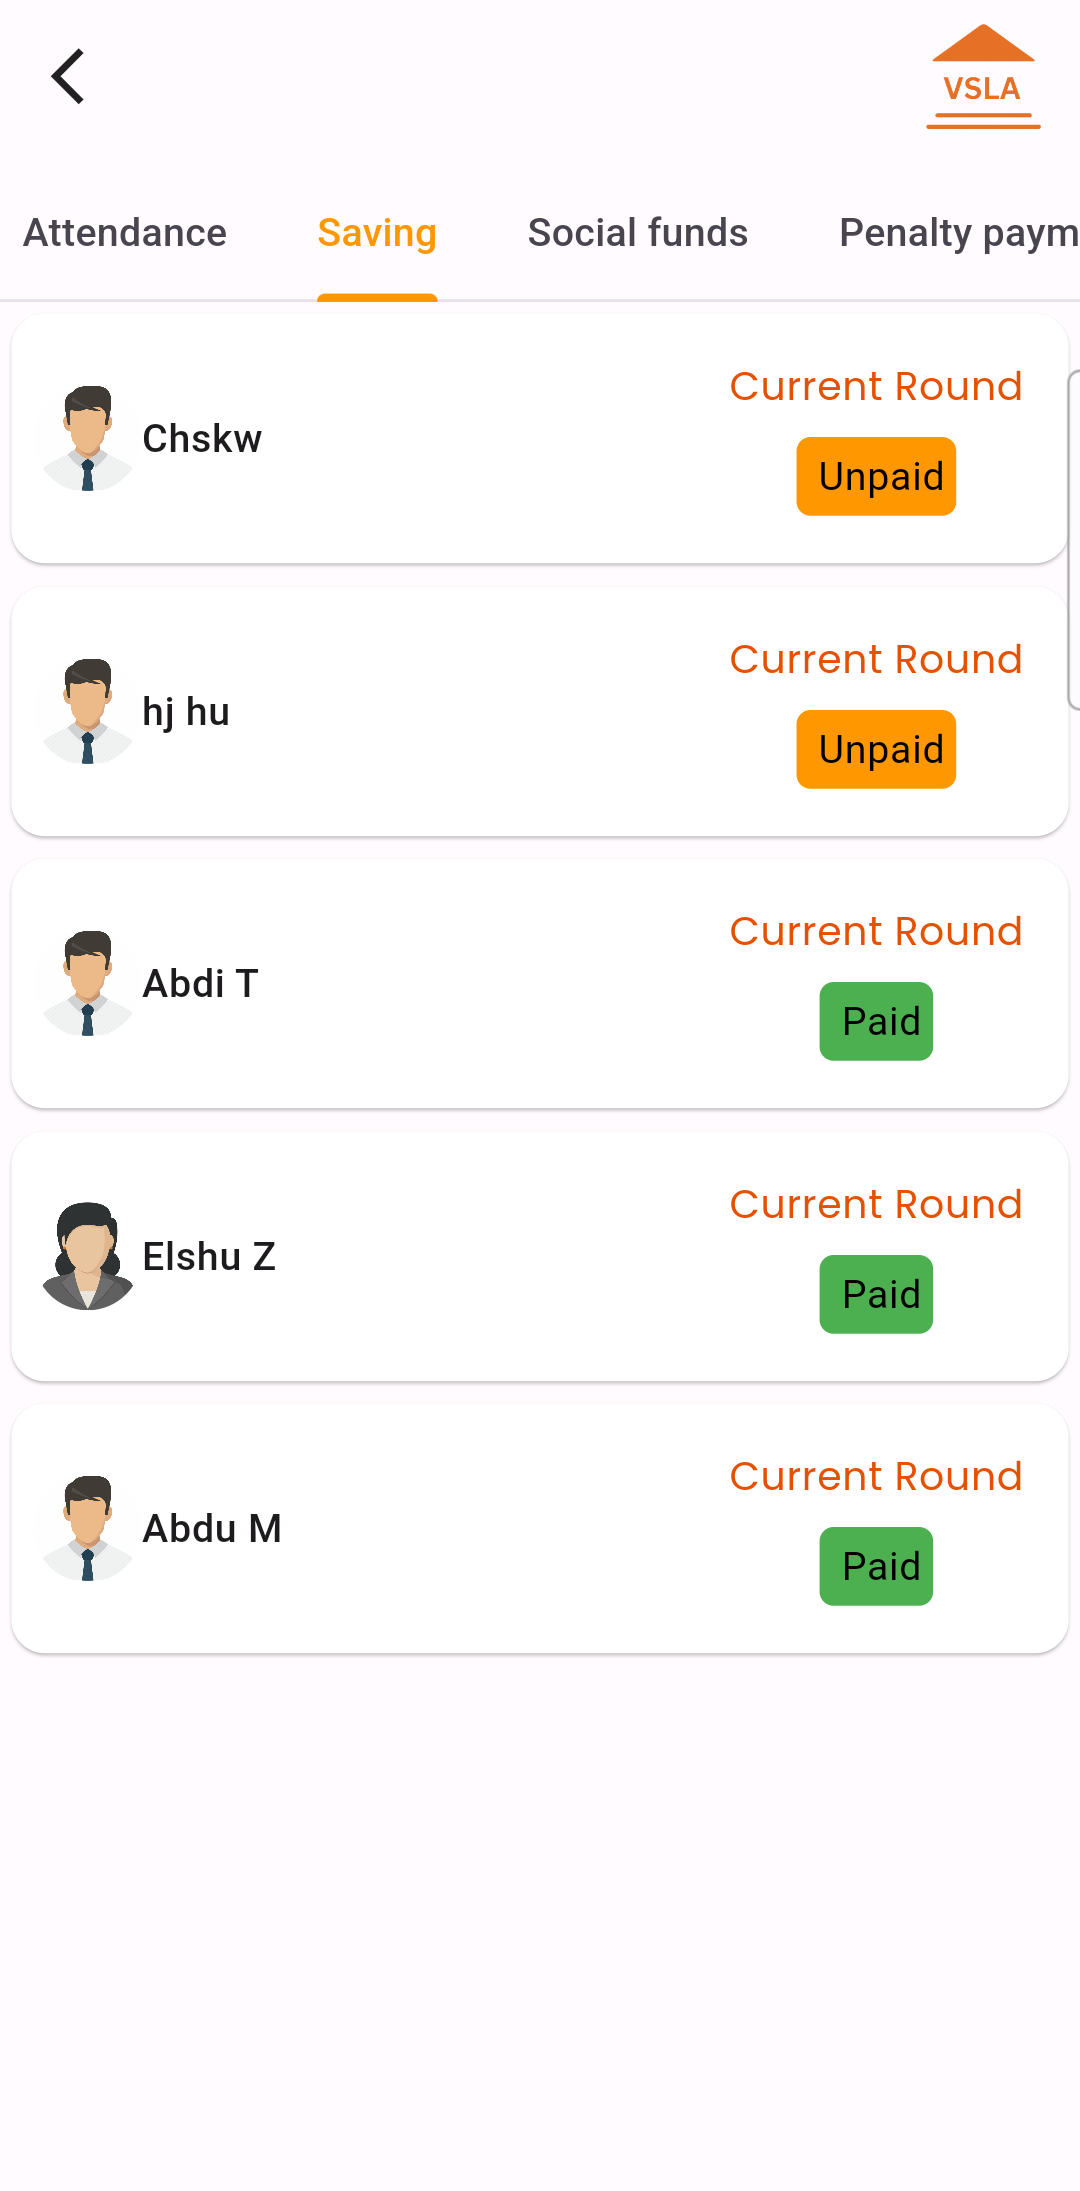 VSLA
Attendance Saving Social funds Penalty paym
Current Round
Chskw
Unpaid
Current Round
hj hu
Unpaid
Current Round
Abdi T
Paid
Current Round
Elshu Z
Paid
Current Round
Abdu M
Paid